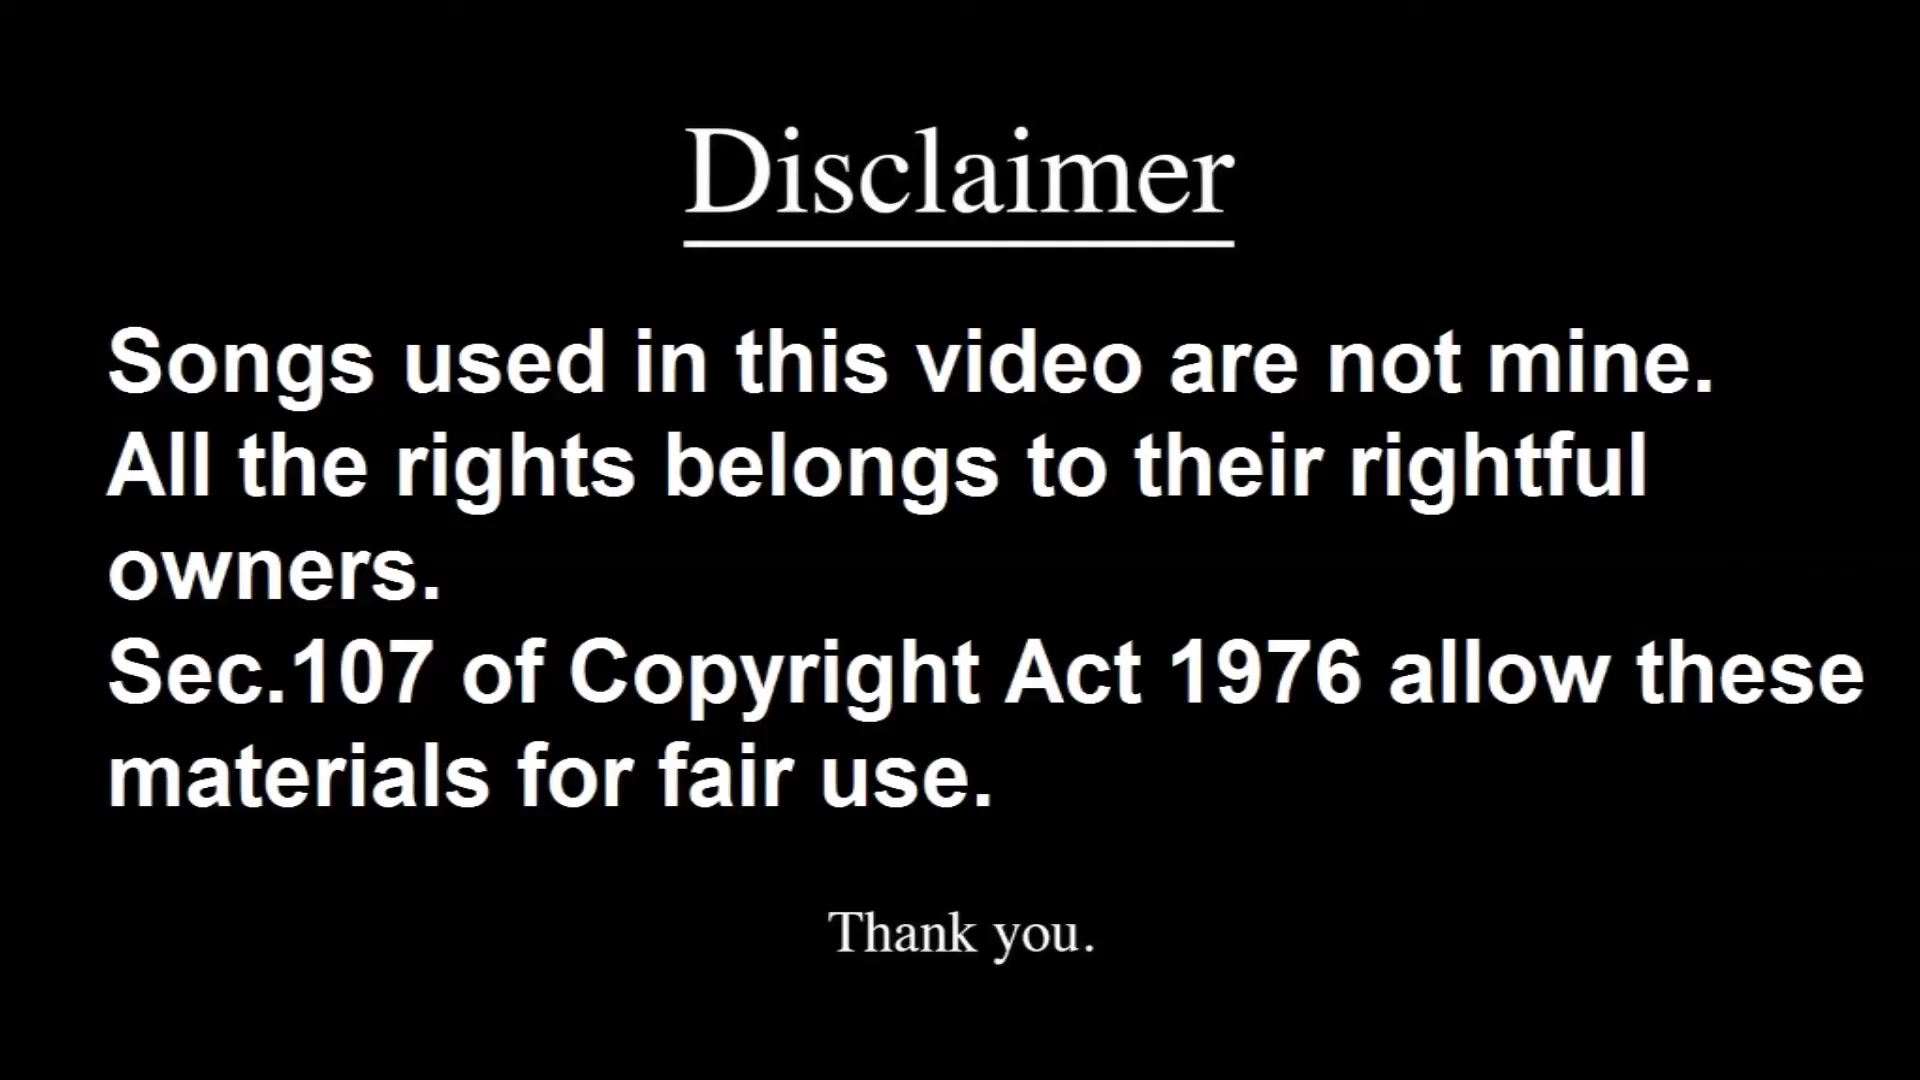 Disclaimer
Songs used in this video are not mine.
All the rights belongs to their rightful
owners.
Sec.107 of Copyright Act 1976 allow these
materials for fair use.
Thank you.